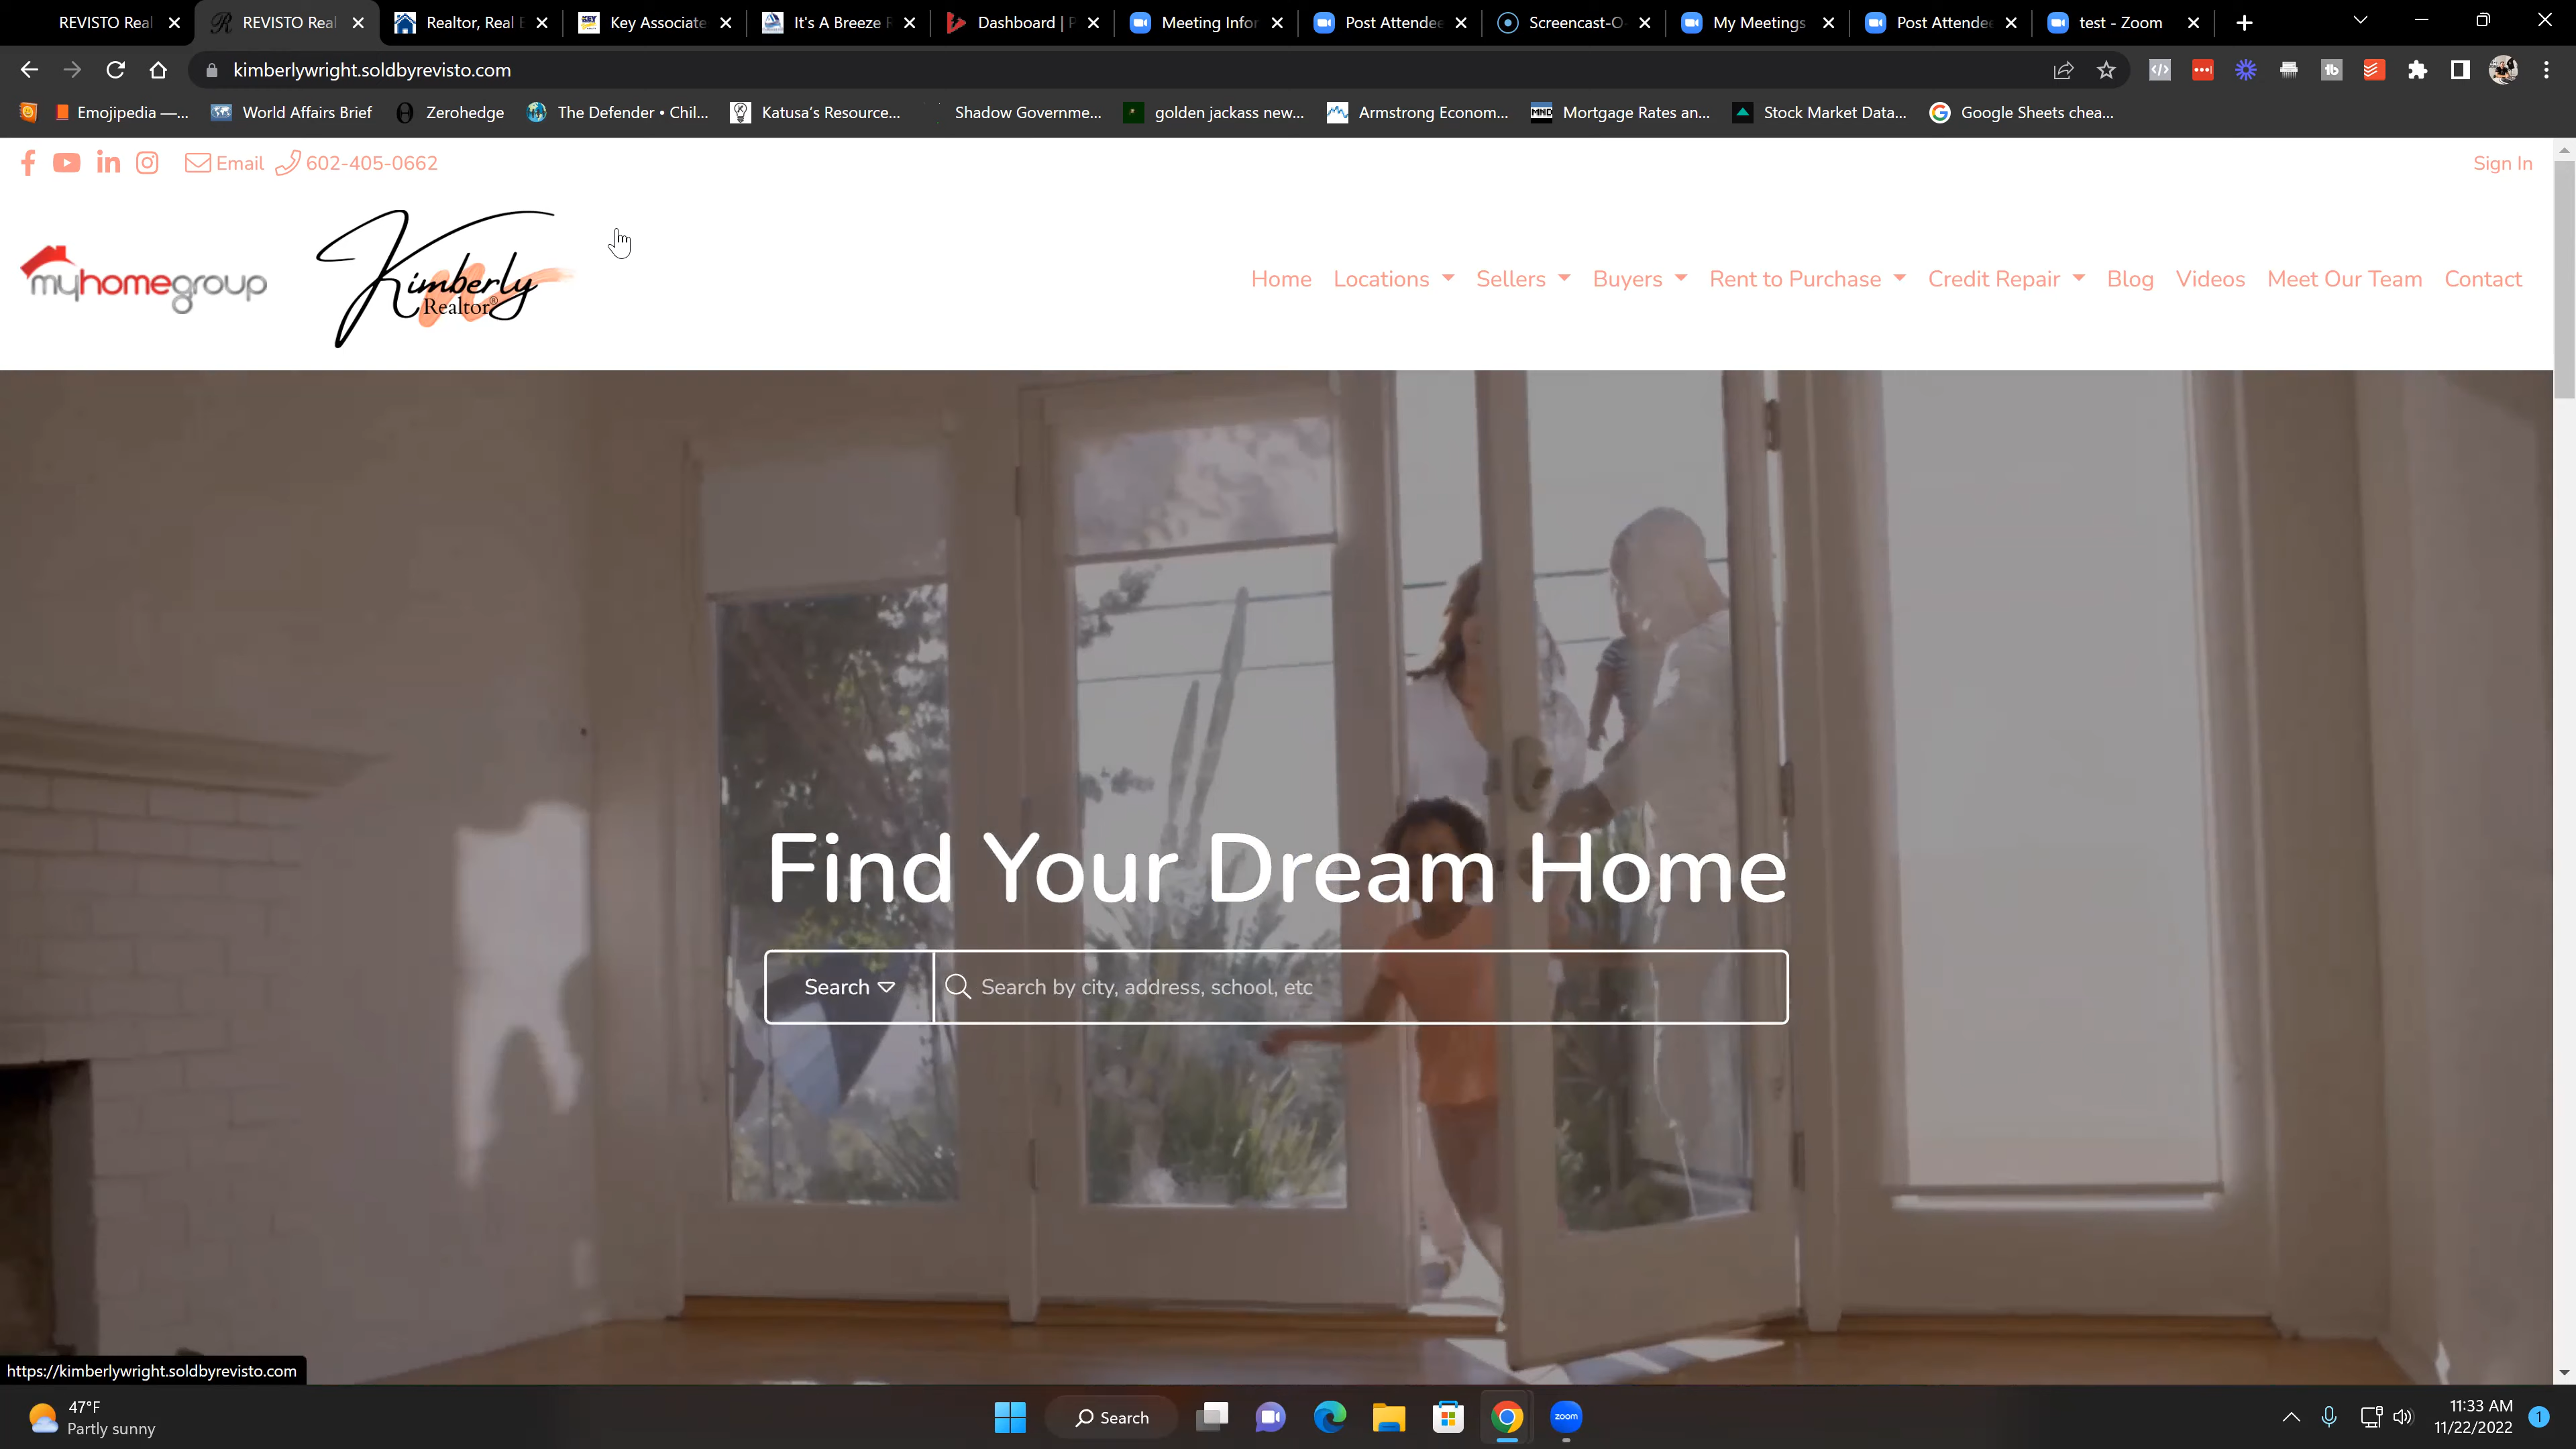 REVISTO Real
REVISTO Real
Realtor, Real E
Key Associate
It's A Breeze R
Dashboard | P
Meeting Infor
Post Attendee
Screencast-O-
My Meetings
Post Attendee
test - Zoom
kimberlywright.soldbyrevisto.com
Emojipedia —...
World Affairs Brief
Zerohedge
The Defender • Chil...
Katusa's Resource...
Shadow Governme...
golden jackass new...
Armstrong Econom...
MND Mortgage Rates an...
Stock Market Data...
Google Sheets chea...
Email 602-405-0662
Sign In
myhomegroup
Kimberly
Realtor®
Home Locations Sellers Buyers Rent to Purchase Credit Repair Blog Videos Meet Our Team Contact
Find Your Dream Home
Search
Search by city, address, school, etc
https://kimberlywright.soldbyrevisto.com
47°F
Partly sunny
Search
zoom
11:33 AM
11/22/2022
1